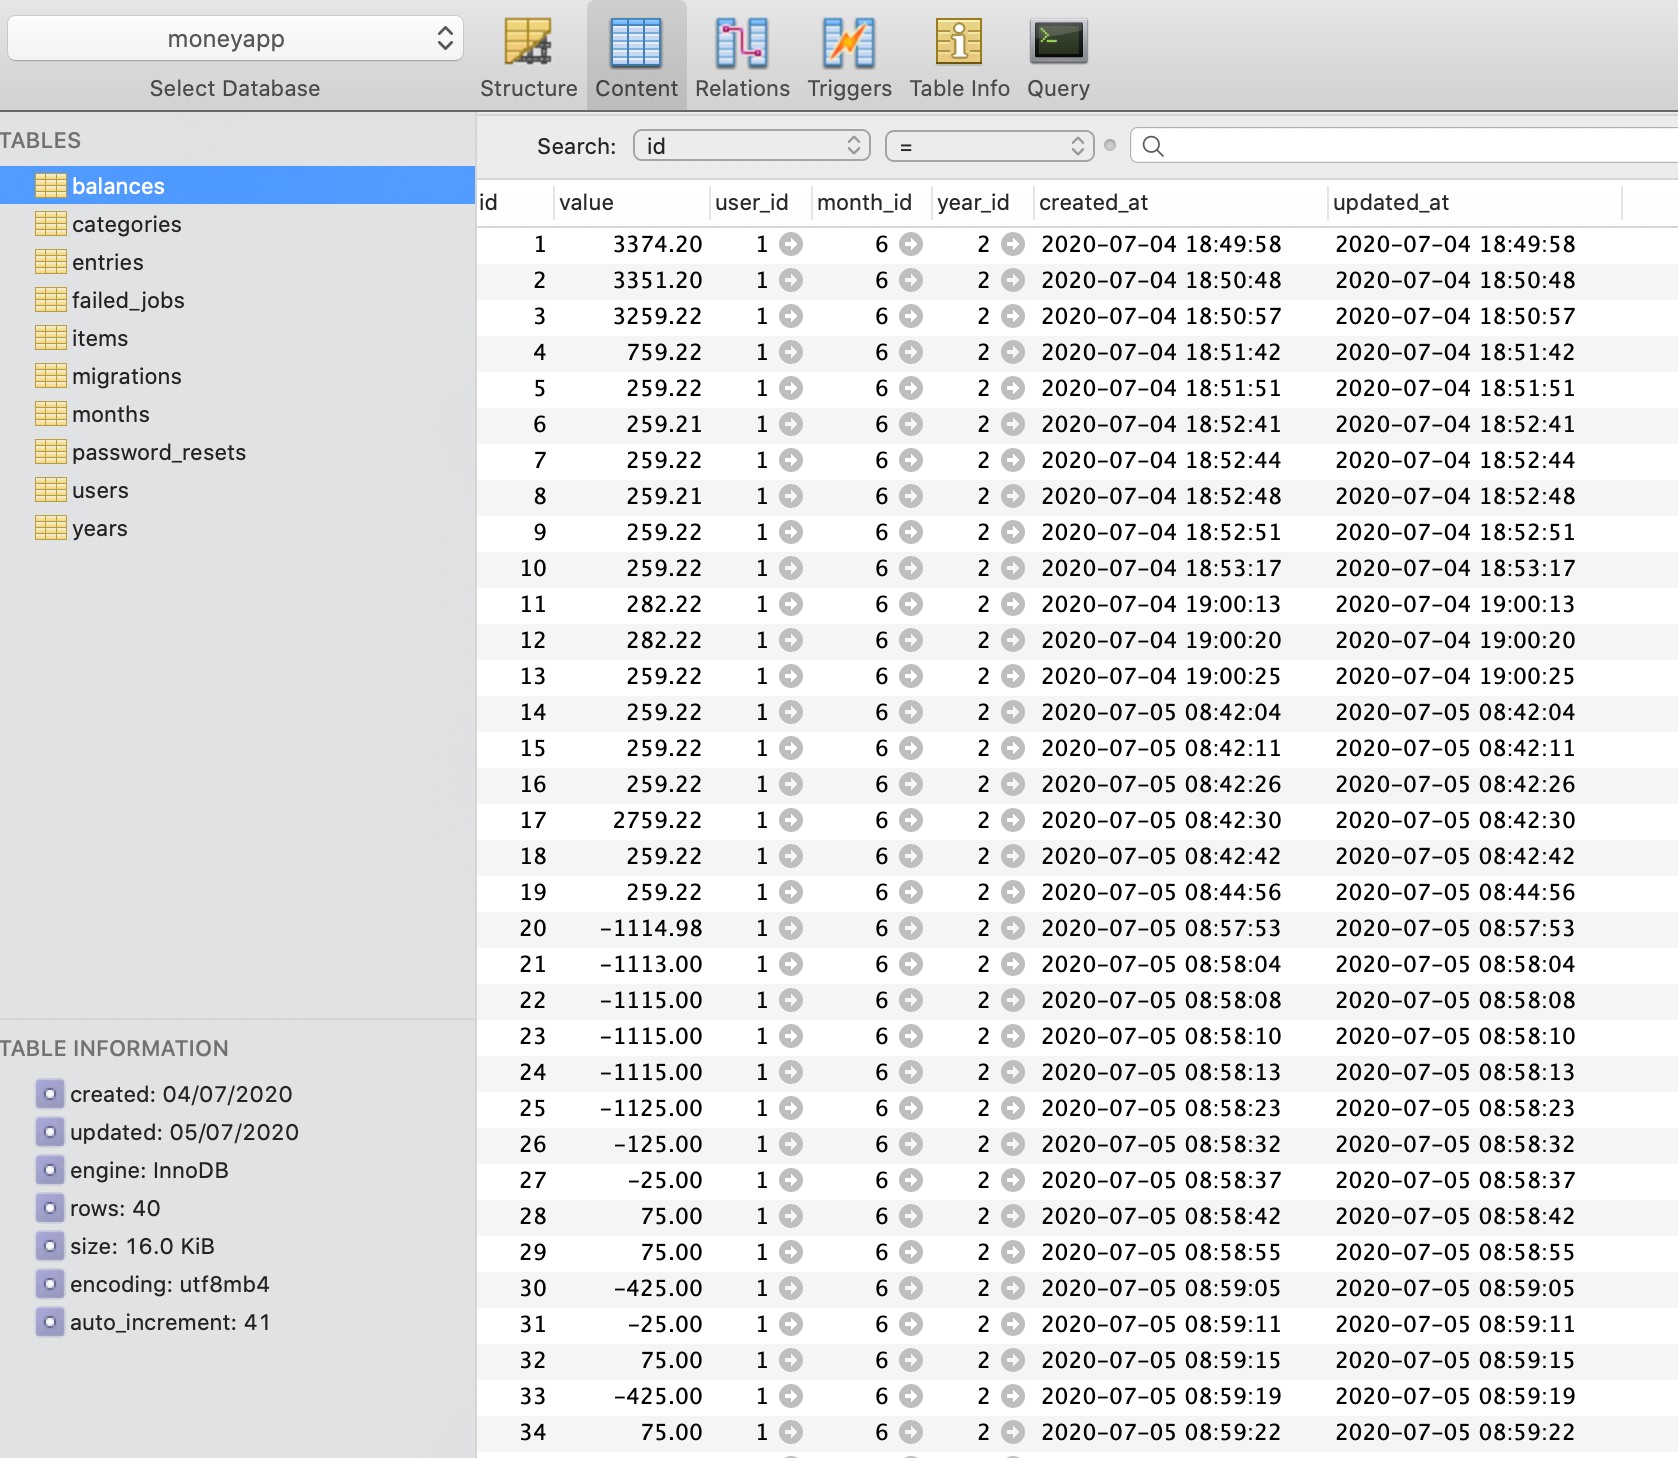 moneyapp
Select Database
Structure Content Relations Triggers Table Info Query
TABLES
balances
categories
entries
failed_jobs
items
migrations
months
password_resets
users
years
TABLE INFORMATION
created: 04/07/2020
updated: 05/07/2020
engine: InnoDB
rows: 40
size: 16.0 KiB
encoding: utf8mb4
auto_increment: 41
Search: id =
id value user_id month_id year_id created_at updated_at
1 3374.20 1 6 2 2020-07-04 18:49:58 2020-07-04 18:49:58
2 3351.20 1 6 2 2020-07-04 18:50:48 2020-07-04 18:50:48
3 3259.22 1 6 2 2020-07-04 18:50:57 2020-07-04 18:50:57
4 759.22 1 6 2 2020-07-04 18:51:42 2020-07-04 18:51:42
5 259.22 1 6 2 2020-07-04 18:51:51 2020-07-04 18:51:51
6 259.21 1 6 2 2020-07-04 18:52:41 2020-07-04 18:52:41
7 259.22 1 6 2 2020-07-04 18:52:44 2020-07-04 18:52:44
8 259.21 1 6 2 2020-07-04 18:52:48 2020-07-04 18:52:48
9 259.22 1 6 2 2020-07-04 18:52:51 2020-07-04 18:52:51
10 259.22 1 6 2 2020-07-04 18:53:17 2020-07-04 18:53:17
11 282.22 1 6 2 2020-07-04 19:00:13 2020-07-04 19:00:13
12 282.22 1 6 2 2020-07-04 19:00:20 2020-07-04 19:00:20
13 259.22 1 6 2 2020-07-04 19:00:25 2020-07-04 19:00:25
14 259.22 1 6 2 2020-07-05 08:42:04 2020-07-05 08:42:04
15 259.22 1 6 2 2020-07-05 08:42:11 2020-07-05 08:42:11
16 259.22 1 6 2 2020-07-05 08:42:26 2020-07-05 08:42:26
17 2759.22 1 6 2 2020-07-05 08:42:30 2020-07-05 08:42:30
18 259.22 1 6 2 2020-07-05 08:42:42 2020-07-05 08:42:42
19 259.22 1 6 2 2020-07-05 08:44:56 2020-07-05 08:44:56
20 -1114.98 1 6 2 2020-07-05 08:57:53 2020-07-05 08:57:53
21 -1113.00 1 6 2 2020-07-05 08:58:04 2020-07-05 08:58:04
22 -1115.00 1 6 2 2020-07-05 08:58:08 2020-07-05 08:58:08
23 -1115.00 1 6 2 2020-07-05 08:58:10 2020-07-05 08:58:10
24 -1115.00 1 6 2 2020-07-05 08:58:13 2020-07-05 08:58:13
25 -1125.00 1 6 2 2020-07-05 08:58:23 2020-07-05 08:58:23
26 -125.00 1 6 2 2020-07-05 08:58:32 2020-07-05 08:58:32
27 -25.00 1 6 2 2020-07-05 08:58:37 2020-07-05 08:58:37
28 75.00 1 6 2 2020-07-05 08:58:42 2020-07-05 08:58:42
29 75.00 1 6 2 2020-07-05 08:58:55 2020-07-05 08:58:55
30 -425.00 1 6 2 2020-07-05 08:59:05 2020-07-05 08:59:05
31 -25.00 1 6 2 2020-07-05 08:59:11 2020-07-05 08:59:11
32 75.00 1 6 2 2020-07-05 08:59:15 2020-07-05 08:59:15
33 -425.00 1 6 2 2020-07-05 08:59:19 2020-07-05 08:59:19
34 75.00 1 6 2 2020-07-05 08:59:22 2020-07-05 08:59:22